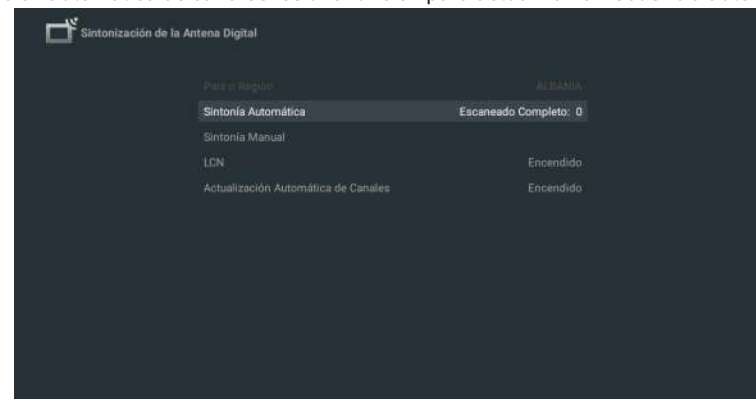 Sintonización de la Antena Digital
País o Región ALBANIA
Sintonía Automática Escaneado Completo: 0
Sintonía Manual
LCN Encendido
Actualización Automática de Canales Encendido